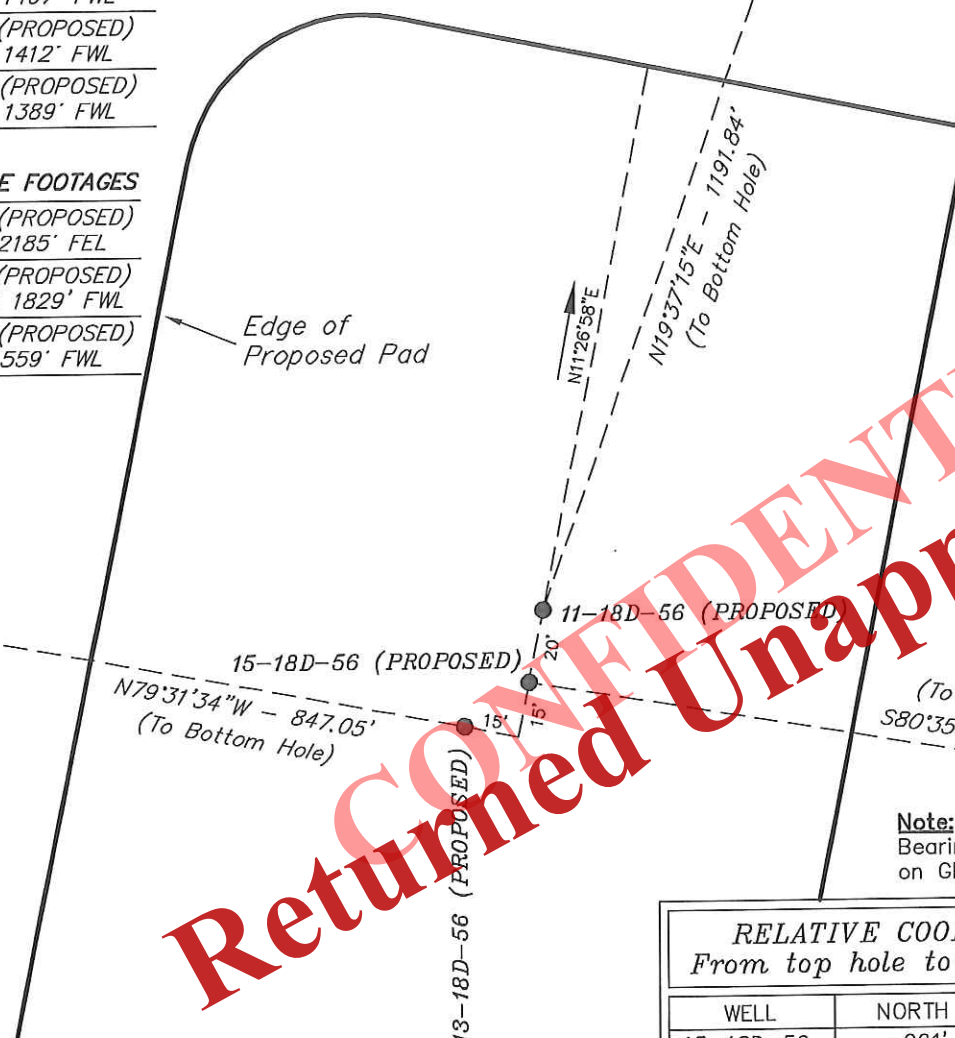 (PROPOSED)
1412' FWL
(PROPOSED)
1389' FWL
E FOOTAGES
(PROPOSED)
2185' FEL
(PROPOSED)
1829' FWL
(PROPOSED)
559' FWL
Edge of
Proposed Pad
N11°26'58"E
N19°37'15"E - 1191.84'
(To Bottom Hole)
11-18D-56 (PROPOSED)
20'
15-18D-56 (PROPOSED)
15'
15'
N79°31'34"W - 847.05'
(To Bottom Hole)
13-18D-56 (PROPOSED)
(To
S80°35
CONFIDENT
Returned Unapp
Note:
Bearin
on Gl
RELATIVE COO
From top hole to
WELL
NORTH